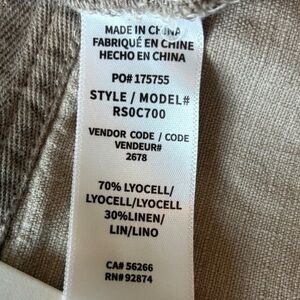 MADE IN CHINA
FABRIQUÉ EN CHINE
HECHO EN CHINA
PO# 175755
STYLE / MODEL#
RS0C700
VENDOR CODE / CODE
VENDEUR#
2678
70% LYOCELL/
LYOCELL/LYOCELL
30%LINEN/
LIN/LINO
CA# 56266
RN# 92874